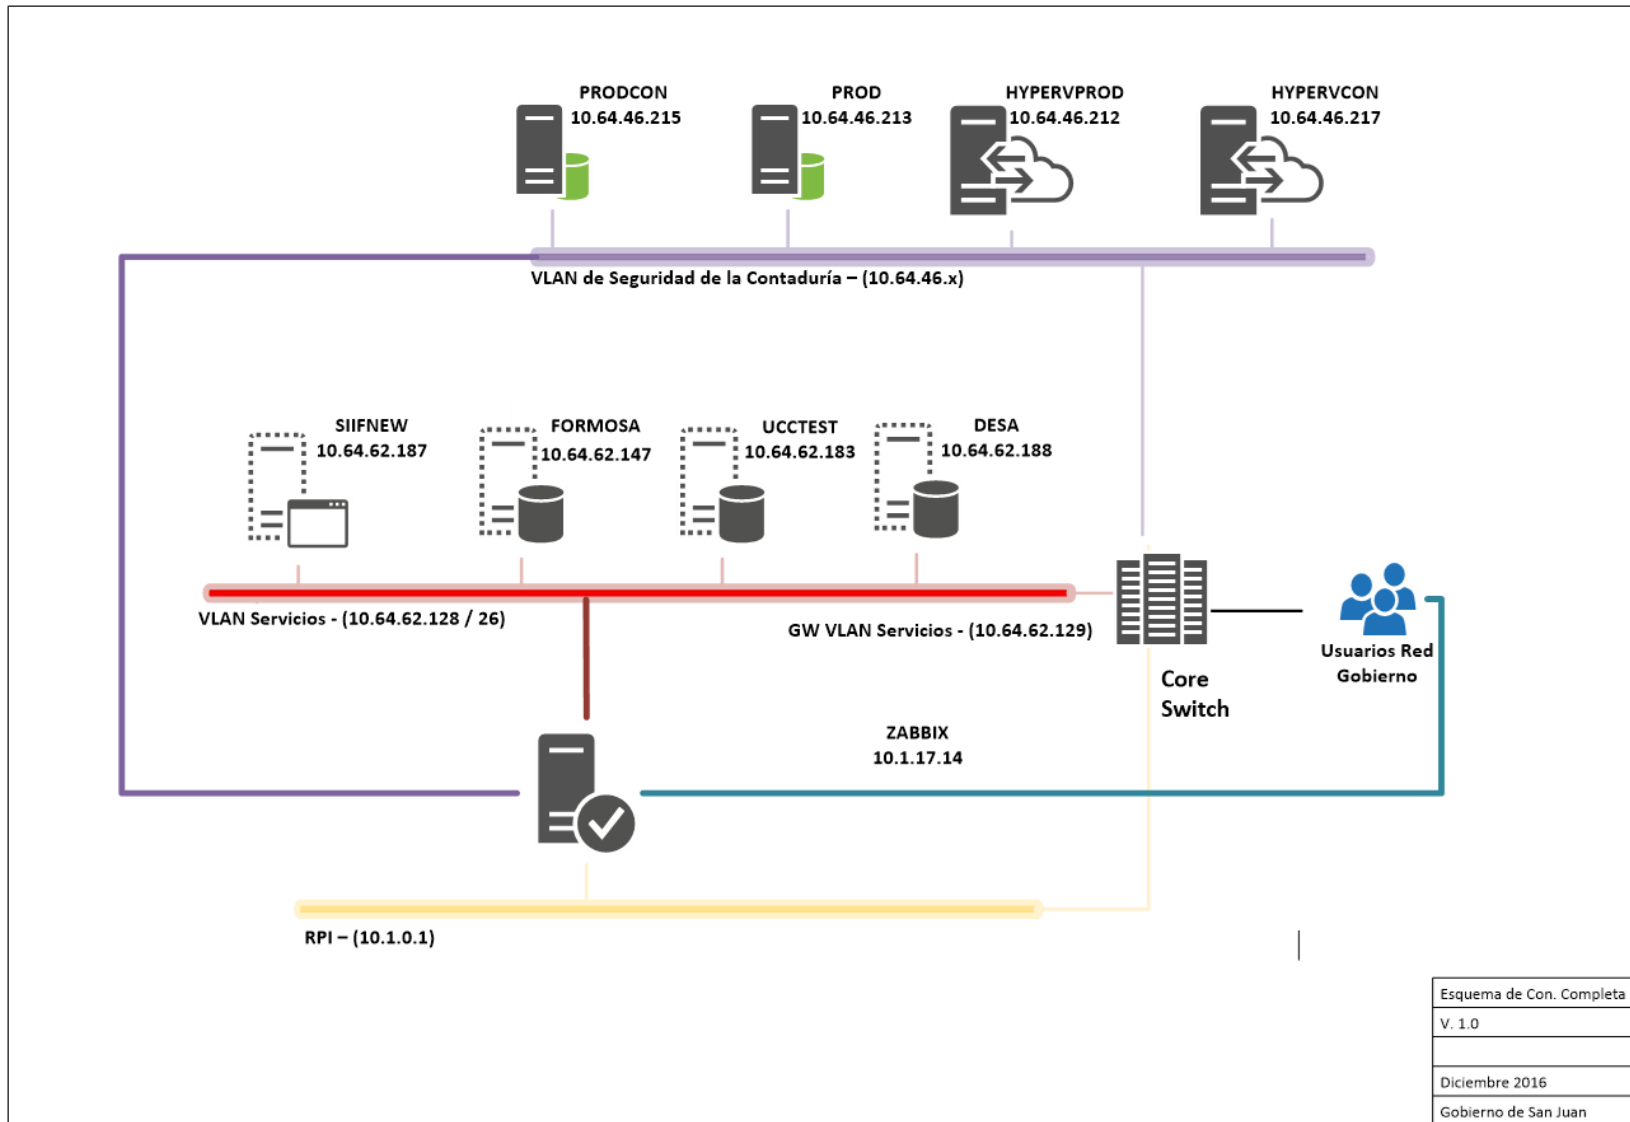 PRODCON
10.64.46.215
PROD
10.64.46.213
HYPERVPROD
10.64.46.212
HYPERVCON
10.64.46.217
VLAN de Seguridad de la Contaduría – (10.64.46.x)
SIIFNEW
10.64.62.187
FORMOSA
10.64.62.147
UCCTEST
10.64.62.183
DESA
10.64.62.188
VLAN Servicios - (10.64.62.128 / 26)
GW VLAN Servicios - (10.64.62.129)
Core
Switch
Usuarios Red
Gobierno
ZABBIX
10.1.17.14
RPI – (10.1.0.1)
Esquema de Con. Completa
V. 1.0
Diciembre 2016
Gobierno de San Juan